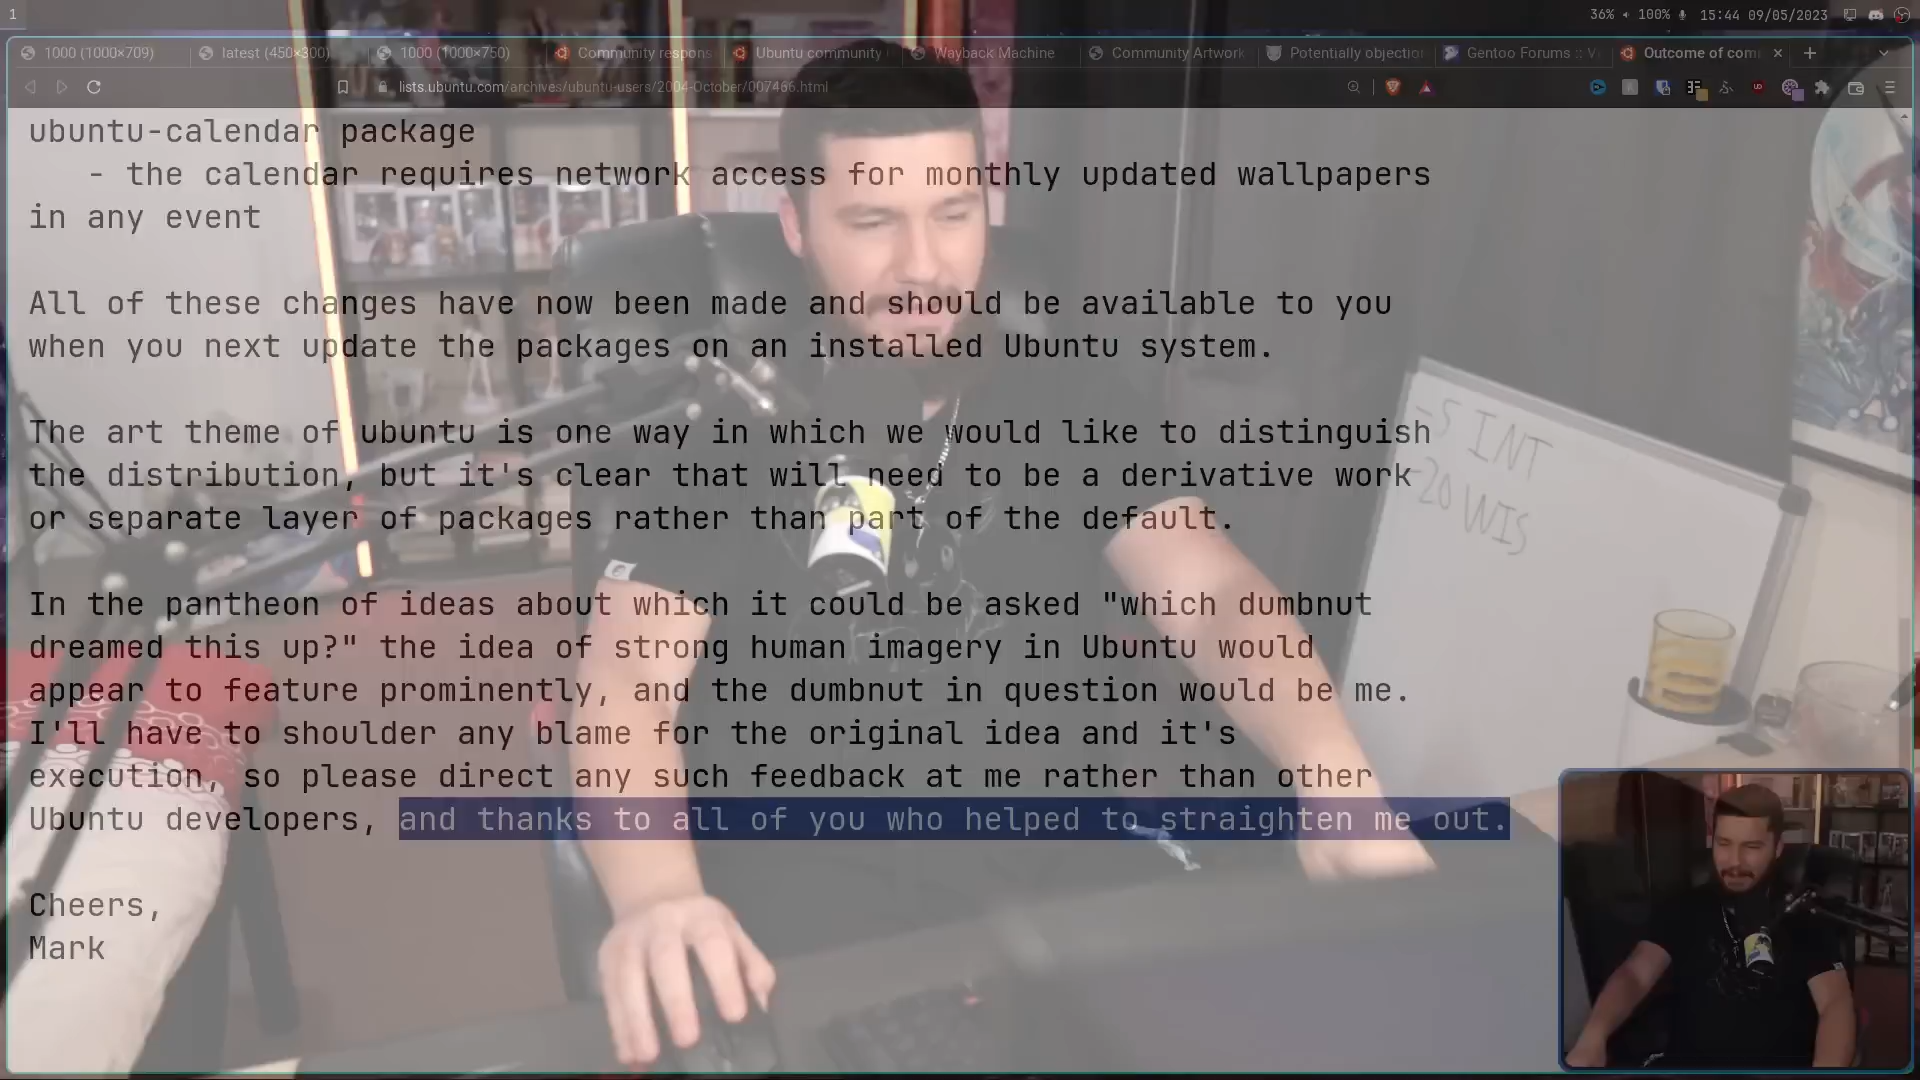 1
36% 100% 15:44 09/05/2023
1000 (1000×709)
latest (450×300)
1000 (1000×750)
Community respons
Ubuntu community
Wayback Machine
Community Artwork
Potentially objection
Gentoo Forums :: V
Outcome of com
lists.ubuntu.com/archives/ubuntu-users/2004-October/007466.html
ubuntu-calendar package
- the calendar requires network access for monthly updated wallpapers
in any event
All of these changes have now been made and should be available to you
when you next update the packages on an installed Ubuntu system.
The art theme of ubuntu is one way in which we would like to distinguish
the distribution, but it's clear that will need to be a derivative work
or separate layer of packages rather than part of the default.
In the pantheon of ideas about which it could be asked "which dumbnut
dreamed this up?" the idea of strong human imagery in Ubuntu would
appear to feature prominently, and the dumbnut in question would be me.
I'll have to shoulder any blame for the original idea and it's
execution, so please direct any such feedback at me rather than other
Ubuntu developers, and thanks to all of you who helped to straighten me out.
Cheers,
Mark
-5 INT
-20 WIS